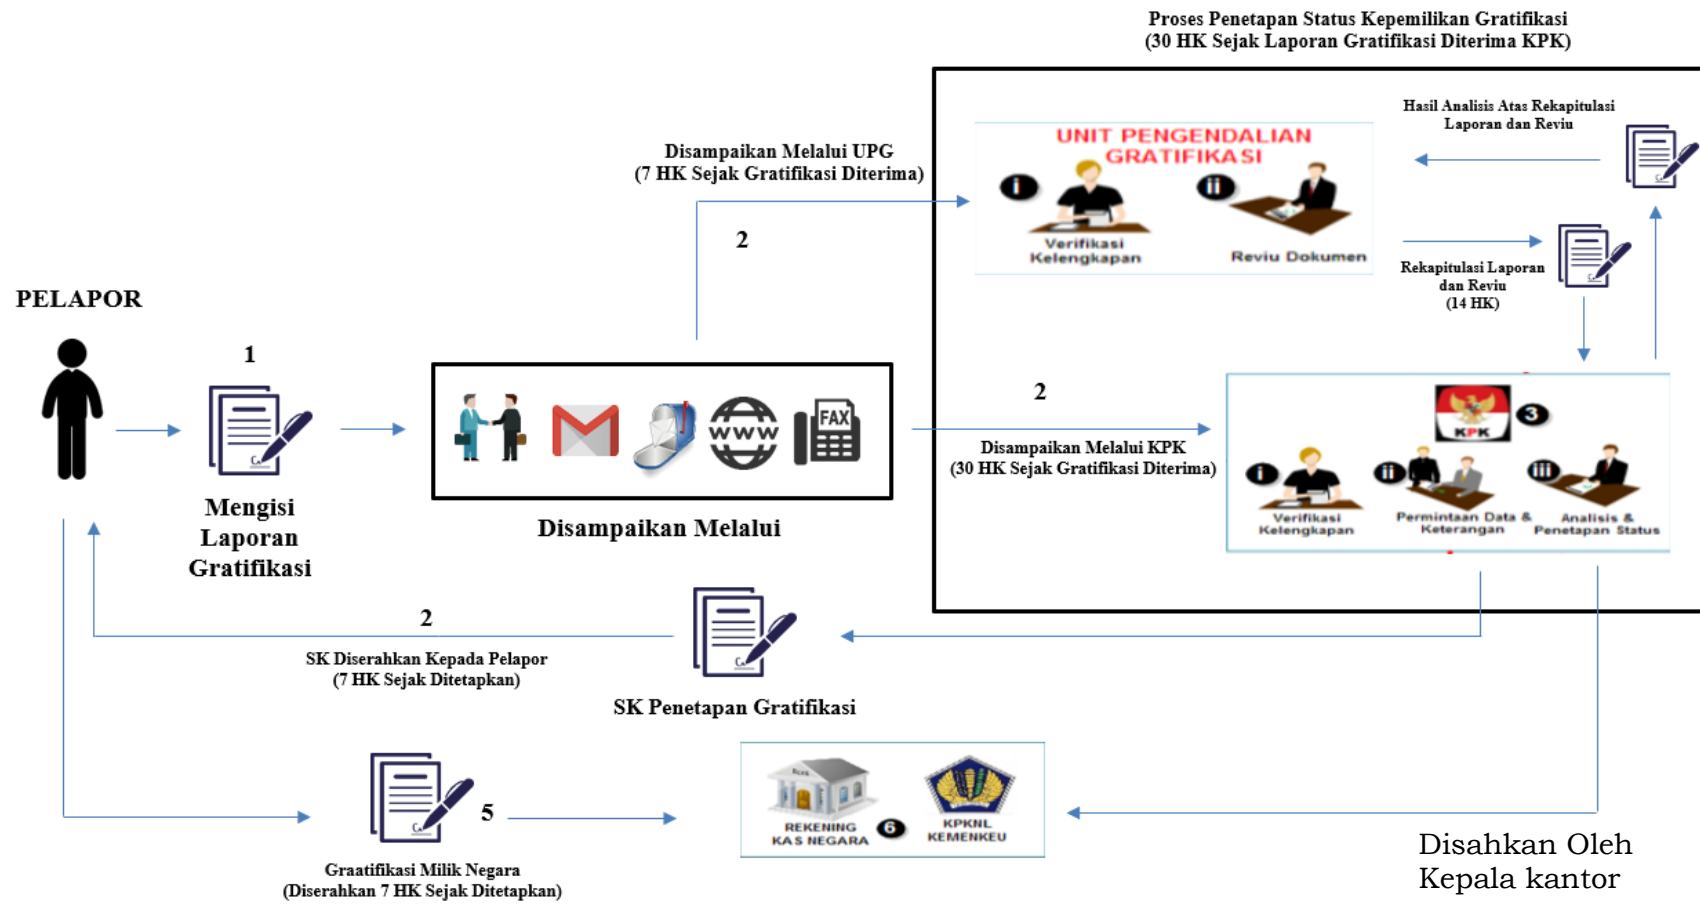 Proses Penetapan Status Kepemilikan Gratifikasi
(30 HK Sejak Laporan Gratifikasi Diterima KPK)
Hasil Analisis Atas Rekapitulasi
Laporan dan Reviu
UNIT PENGENDALIAN
GRATIFIKASI
i
ii
Verifikasi
Kelengkapan
Reviu Dokumen
Disampaikan Melalui UPG
(7 HK Sejak Gratifikasi Diterima)
2
Rekapitulasi Laporan
dan Reviu
(14 HK)
PELAPOR
1
Mengisi
Laporan
Gratifikasi
www
FAX
Disampaikan Melalui
2
Disampaikan Melalui KPK
(30 HK Sejak Gratifikasi Diterima)
KPK
3
i
ii
iii
Verifikasi
Kelengkapan
Permintaan Data &
Keterangan
Analisis &
Penetapan Status
2
SK Diserahkan Kepada Pelapor
(7 HK Sejak Ditetapkan)
SK Penetapan Gratifikasi
5
Graatifikasi Milik Negara
(Diserahkan 7 HK Sejak Ditetapkan)
REKENING
KAS NEGARA
6
KPKNL
KEMENKEU
Disahkan Oleh
Kepala kantor